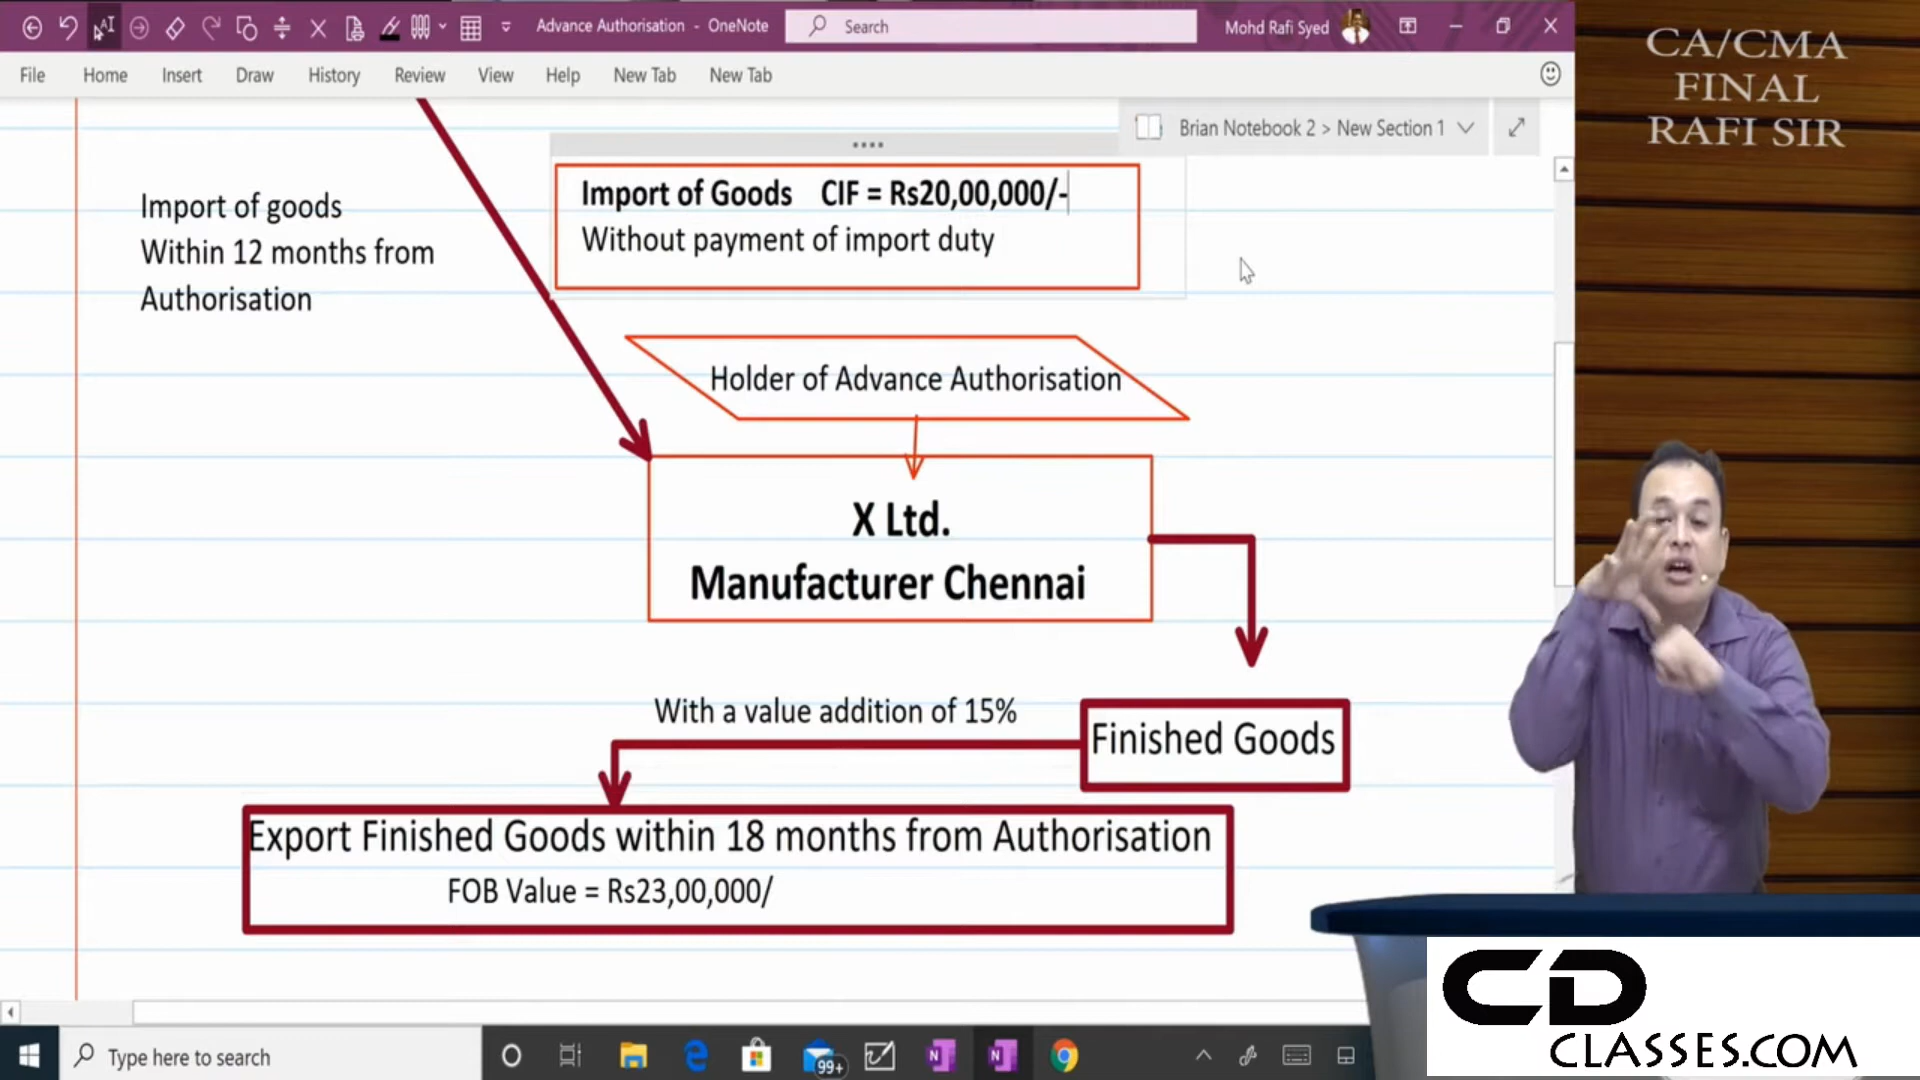 Advance Authorisation - OneNote
Search
Mohd Rafi Syed
File Home Insert Draw History Review View Help New Tab New Tab
CA/CMA
FINAL
RAFI SIR
Brian Notebook 2 > New Section 1
Import of goods
Within 12 months from
Authorisation
Import of Goods CIF = Rs20,00,000/-
Without payment of import duty
Holder of Advance Authorisation
X Ltd.
Manufacturer Chennai
With a value addition of 15%
Finished Goods
Export Finished Goods within 18 months from Authorisation
FOB Value = Rs23,00,000/
CD
CLASSES.COM
Type here to search
99+